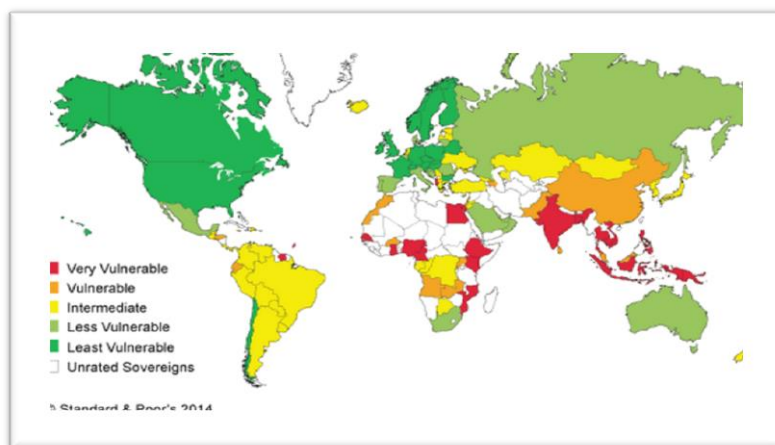 Very Vulnerable
Vulnerable
Intermediate
Less Vulnerable
Least Vulnerable
Unrated Sovereigns
© Standard & Poor's 2014